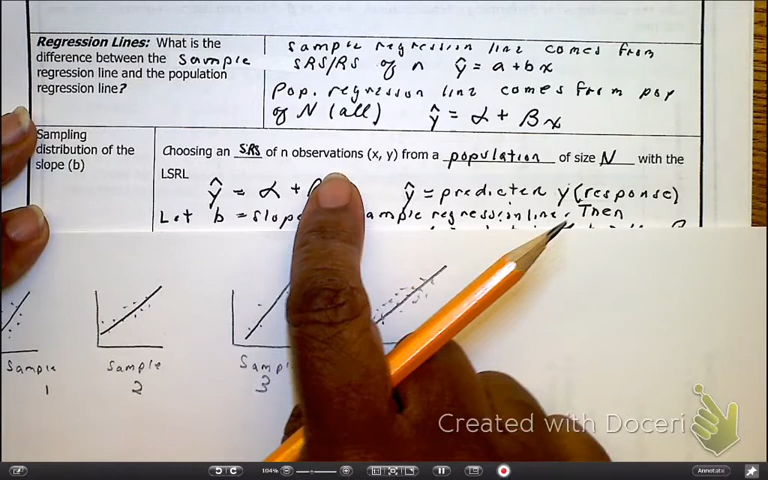 Regression Lines: What is the
difference between the Sample
regression line and the population
regression line?
Sample regression line comes from
SRS/RS of n ŷ = a + bx
Pop. regression line comes from pop
of N (all) ŷ = α + βx
Sampling
distribution of the
slope (b)
Choosing an SRS of n observations (x, y) from a population of size N with the
LSRL
ŷ = α + ŷ = predicted y (response)
Let b = slope sample regression line. Then
Sample
1
Sample
2
Sample
3
Created with Doceri
104%
Annotate